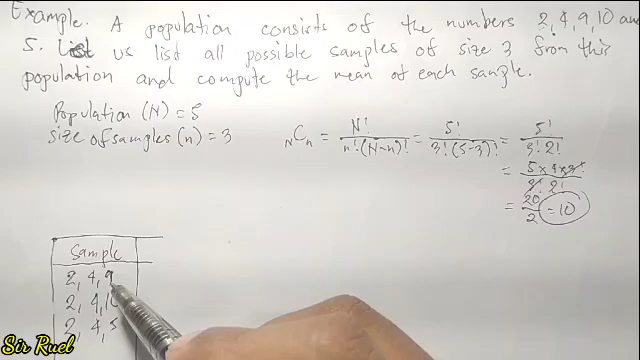 Example. A population consists of the numbers 2, 4, 9, 10 and
5. Let us list all possible samples of size 3 from this
population and compute the mean of each sample.
Population (N) = 5
size of samples (n) = 3
NCn = N! / n!(N-n)! = 5! / 3!(5-3)! = 5! / 3!2!
= 5x4x3! / 3!2!
= 20/2 = 10
Sample
2, 4, 9
2, 4, 10
2, 4, 5
Sir Ruel